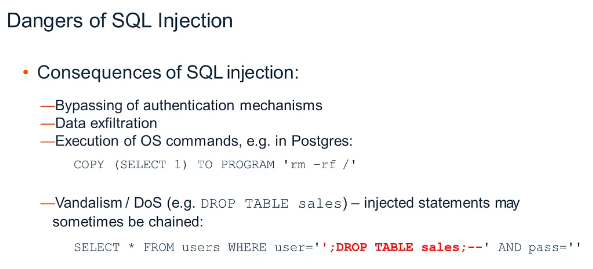 Dangers of SQL Injection
• Consequences of SQL injection:
—Bypassing of authentication mechanisms
—Data exfiltration
—Execution of OS commands, e.g. in Postgres:
COPY (SELECT 1) TO PROGRAM 'rm -rf /'
—Vandalism / DoS (e.g. DROP TABLE sales) – injected statements may
sometimes be chained:
SELECT * FROM users WHERE user='';DROP TABLE sales;--' AND pass=''